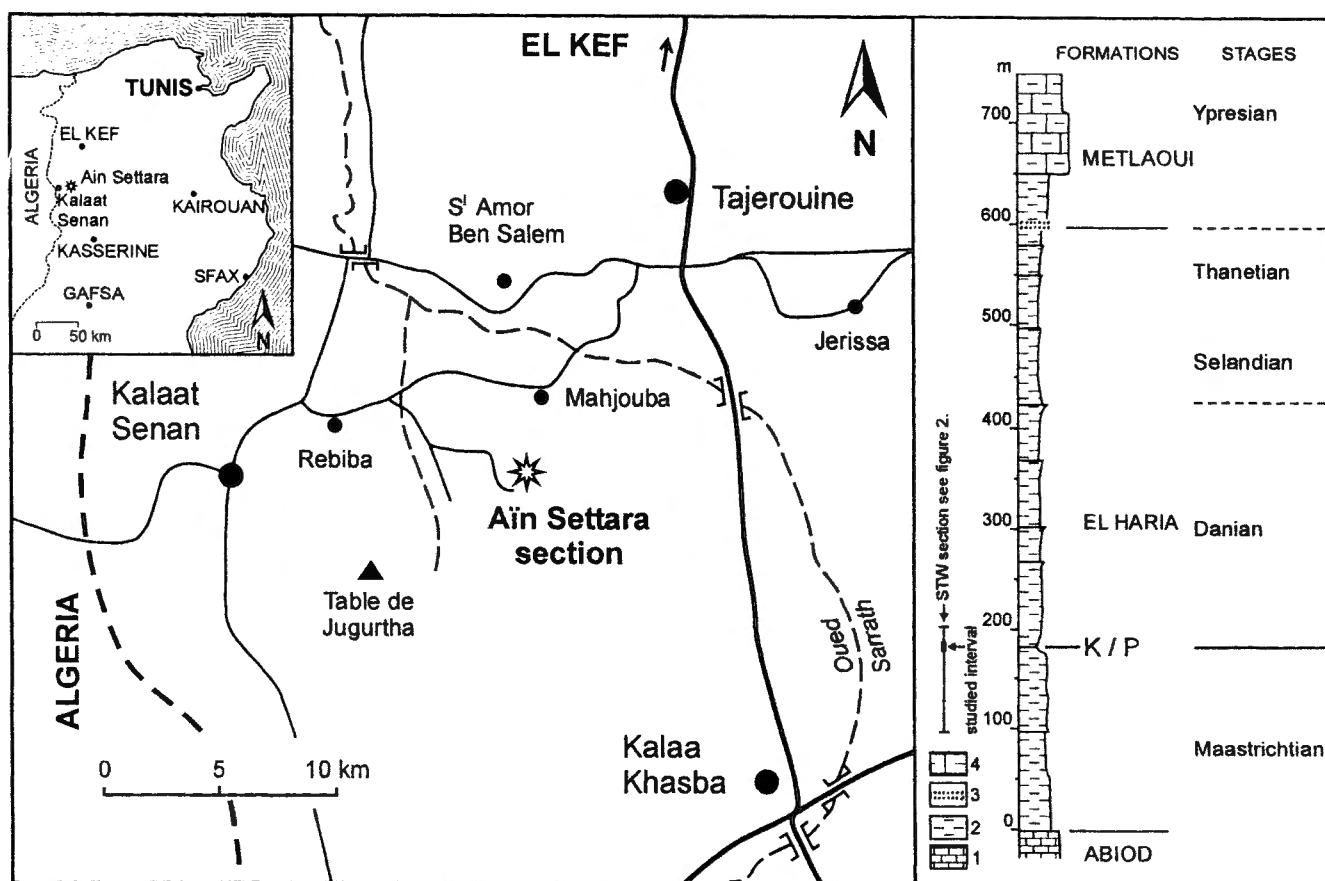 TUNIS
EL KEF
ALGERIA
Ain Settara
Kalaat
Senan
KAIROUAN
KASSERINE
SFAX
GAFSA
0 50 km
N
EL KEF
N
Tajerouine
Sᴵ Amor
Ben Salem
Jerissa
Kalaat
Senan
Mahjouba
Rebiba
Aïn Settara
section
Table de
Jugurtha
ALGERIA
Oued
Sarrath
0 5 10 km
Kalaa
Khasba
FORMATIONS STAGES
m
700
600
500
400
300
200
100
0
Ypresian
METLAOUI
Thanetian
Selandian
EL HARIA
Danian
K / P
Maastrichtian
ABIOD
STW section see figure 2.
studied interval
4
3
2
1